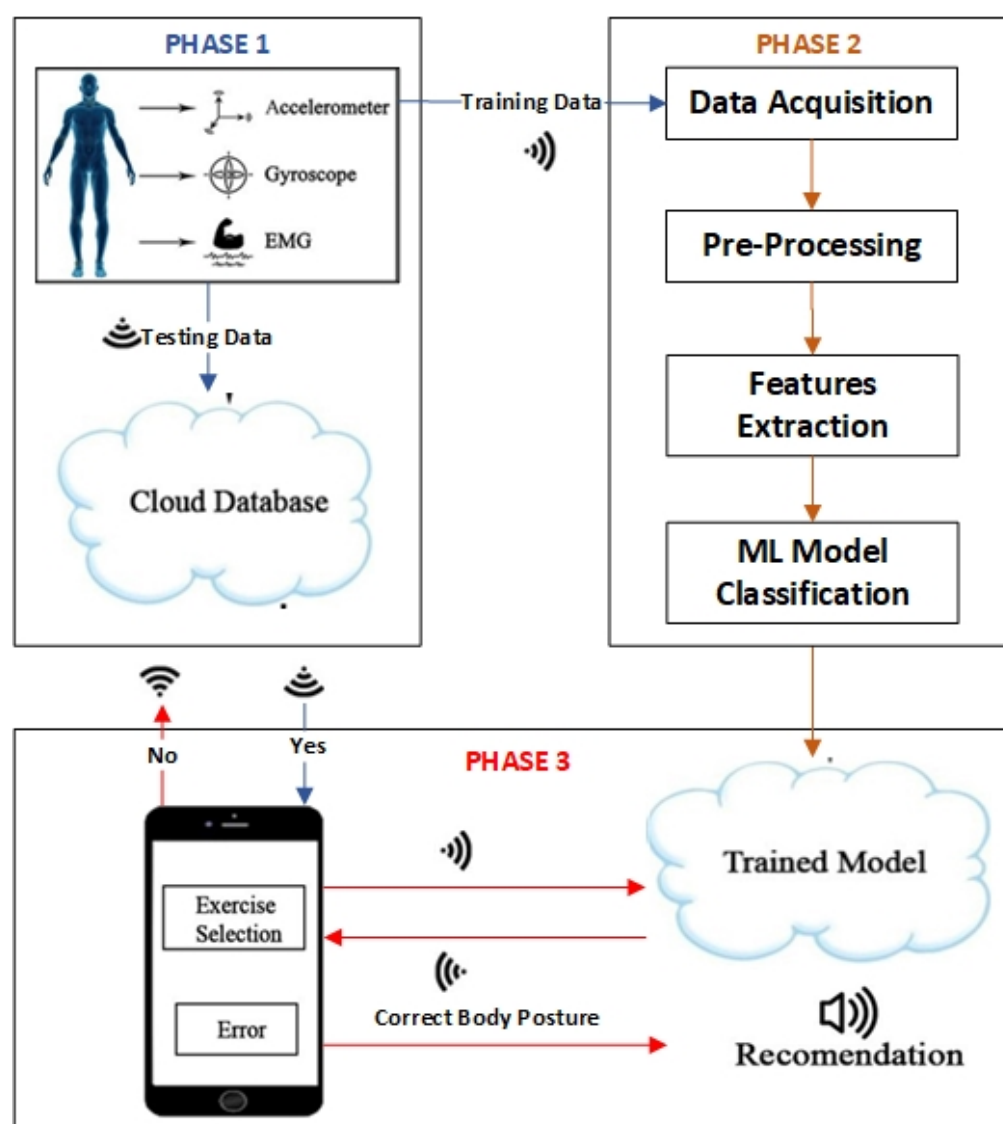 PHASE 1
Accelerometer
Gyroscope
EMG
Testing Data
Cloud Database
Training Data
PHASE 2
Data Acquisition
Pre-Processing
Features
Extraction
ML Model
Classification
No
Yes
PHASE 3
Exercise
Selection
Error
Trained Model
Correct Body Posture
Recomendation